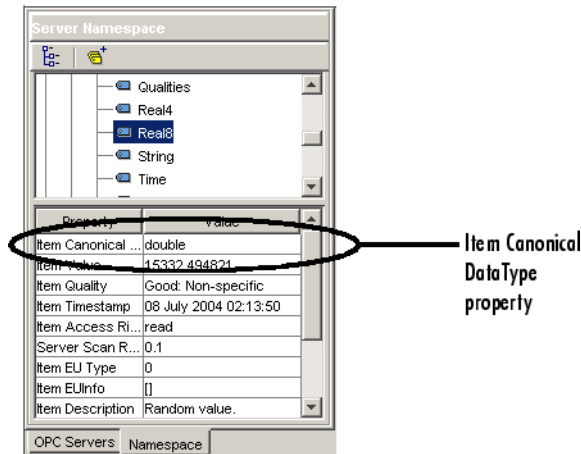 Server Namespace
Qualities
Real4
Real8
String
Time
Property Value
Item Canonical ... double
Item Value 15332.494821
Item Quality Good: Non-specific
Item Timestamp 08 July 2004 02:13:50
Item Access Ri... read
Server Scan R... 0.1
Item EU Type 0
Item EUInfo []
Item Description Random value.
OPC Servers Namespace
Item Canonical
DataType
property